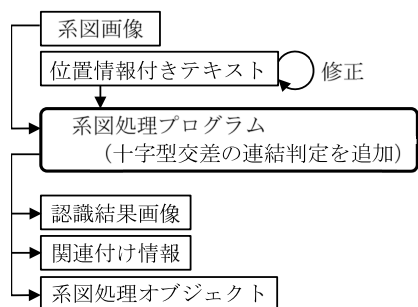 系図画像
位置情報付きテキスト
修正
系図処理プログラム
（十字型交差の連結判定を追加）
認識結果画像
関連付け情報
系図処理オブジェクト